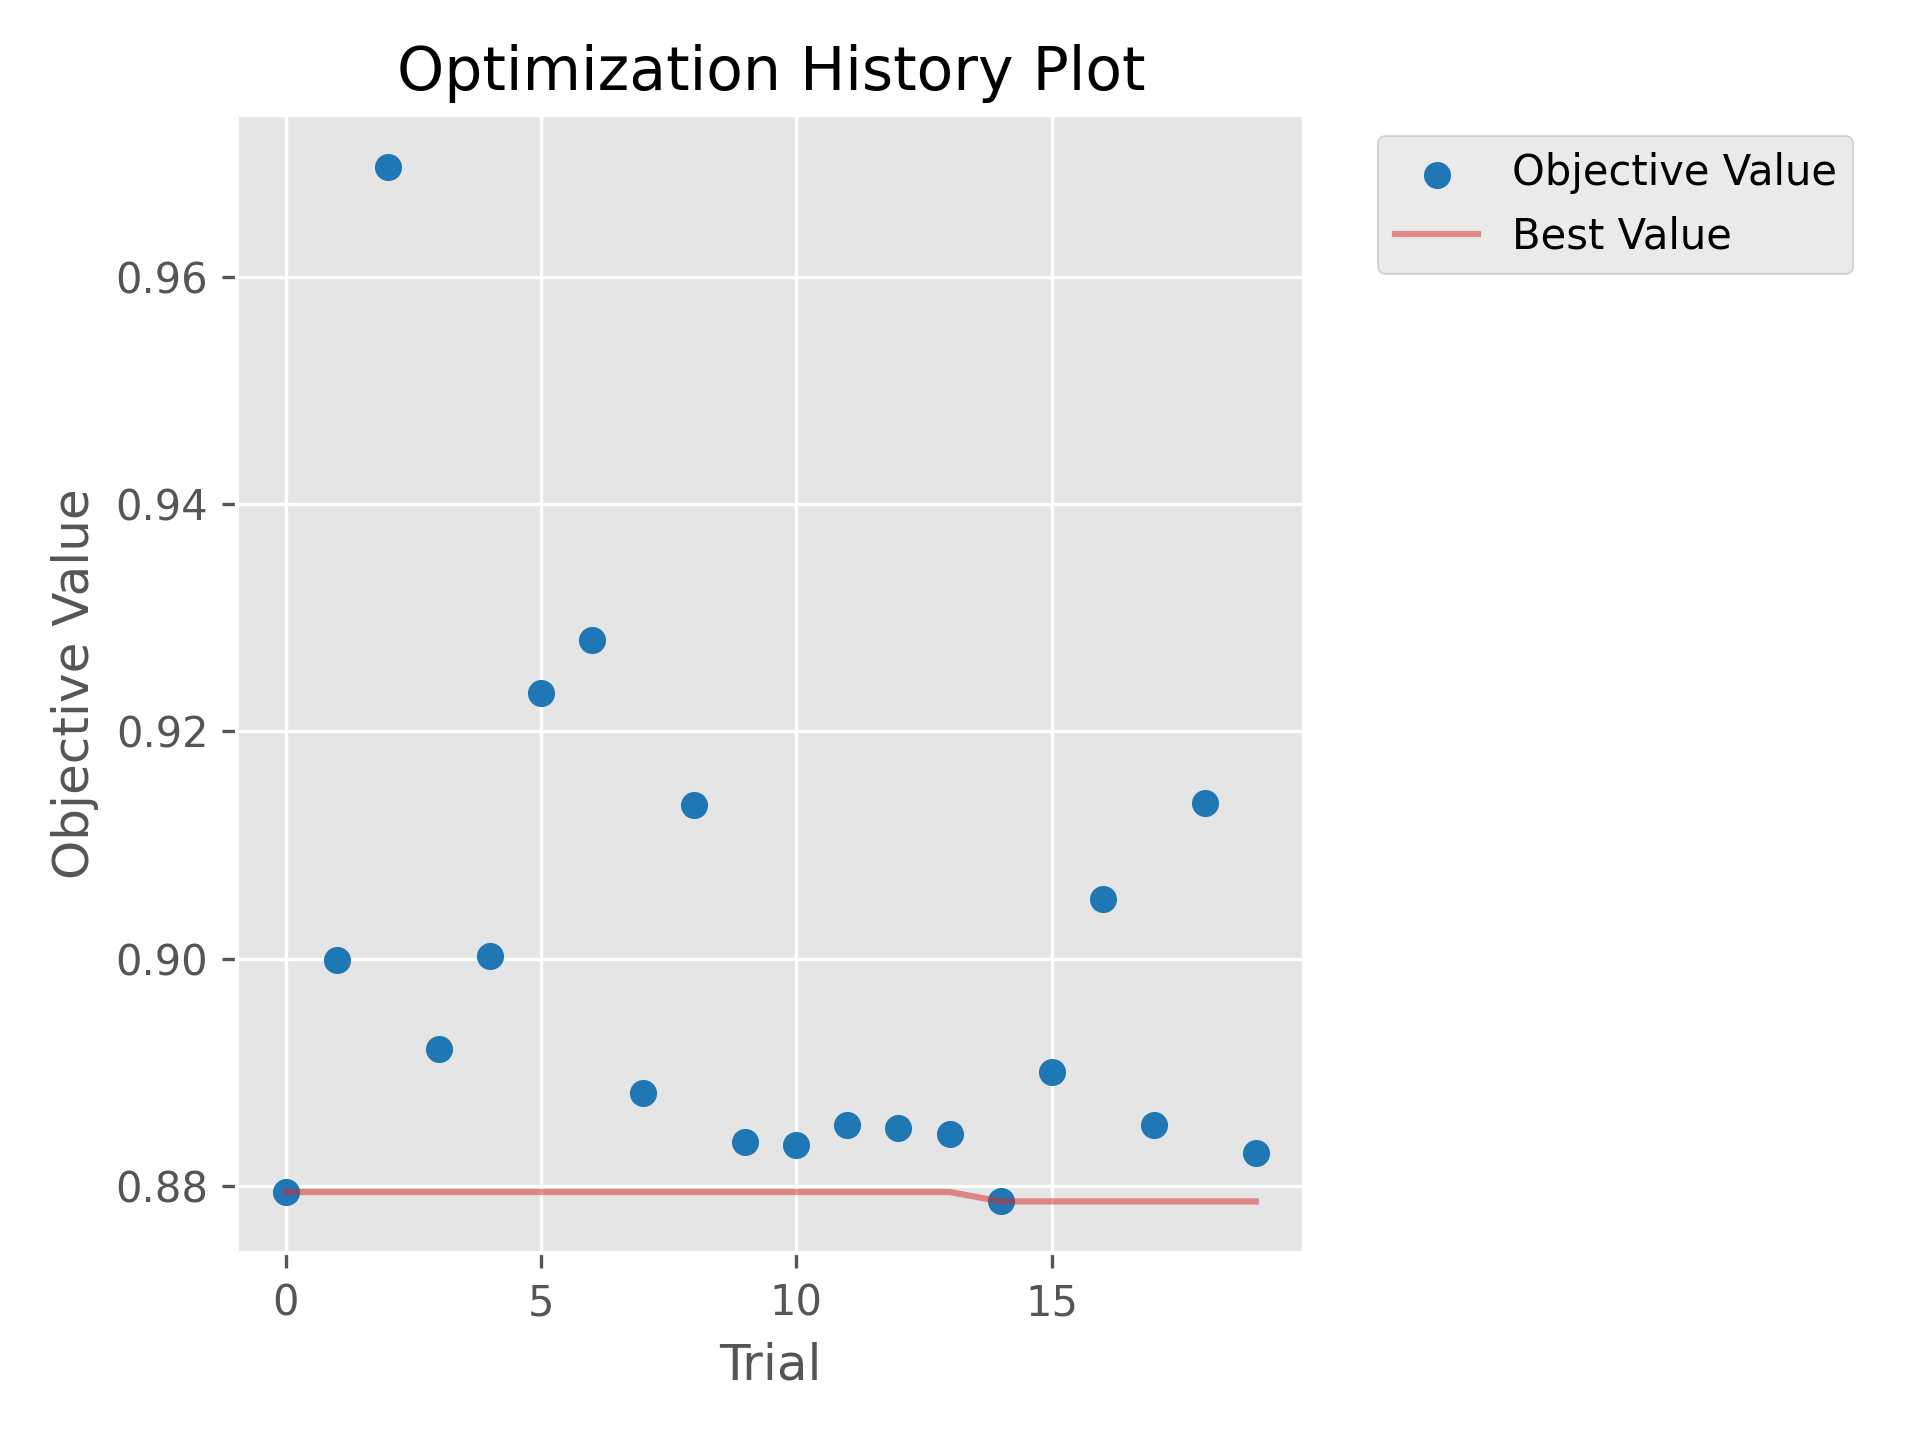 Optimization History Plot
Objective Value
Best Value
0.96
0.94
0.92
0.90
0.88
Objective Value
0 5 10 15
Trial